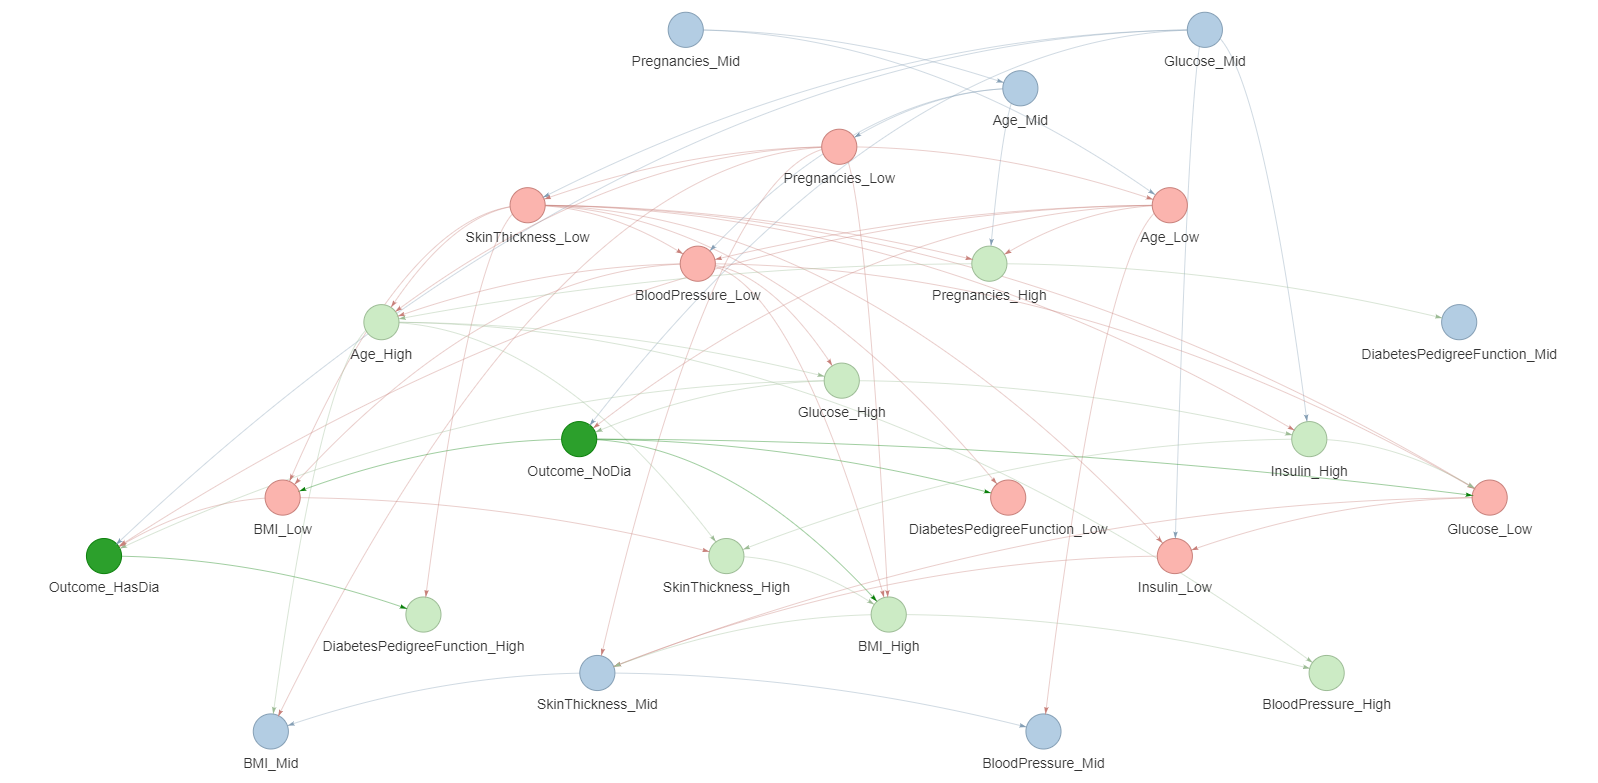 Pregnancies_Mid
Glucose_Mid
Age_Mid
Pregnancies_Low
SkinThickness_Low
Age_Low
BloodPressure_Low
Pregnancies_High
Age_High
DiabetesPedigreeFunction_Mid
Glucose_High
Outcome_NoDia
Insulin_High
BMI_Low
DiabetesPedigreeFunction_Low
Glucose_Low
Outcome_HasDia
SkinThickness_High
Insulin_Low
DiabetesPedigreeFunction_High
BMI_High
SkinThickness_Mid
BloodPressure_High
BMI_Mid
BloodPressure_Mid